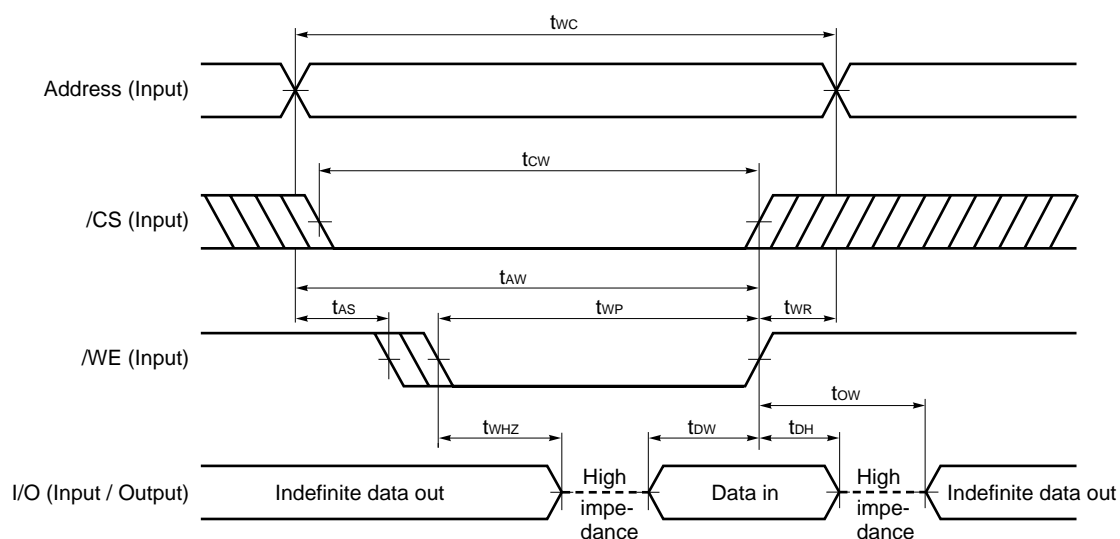 tWC
Address (Input)
tCW
/CS (Input)
tAW
tAS
tWP
tWR
/WE (Input)
tOW
tWHZ
tDW
tDH
I/O (Input / Output)
Indefinite data out
High
impe-
dance
Data in
High
impe-
dance
Indefinite data out